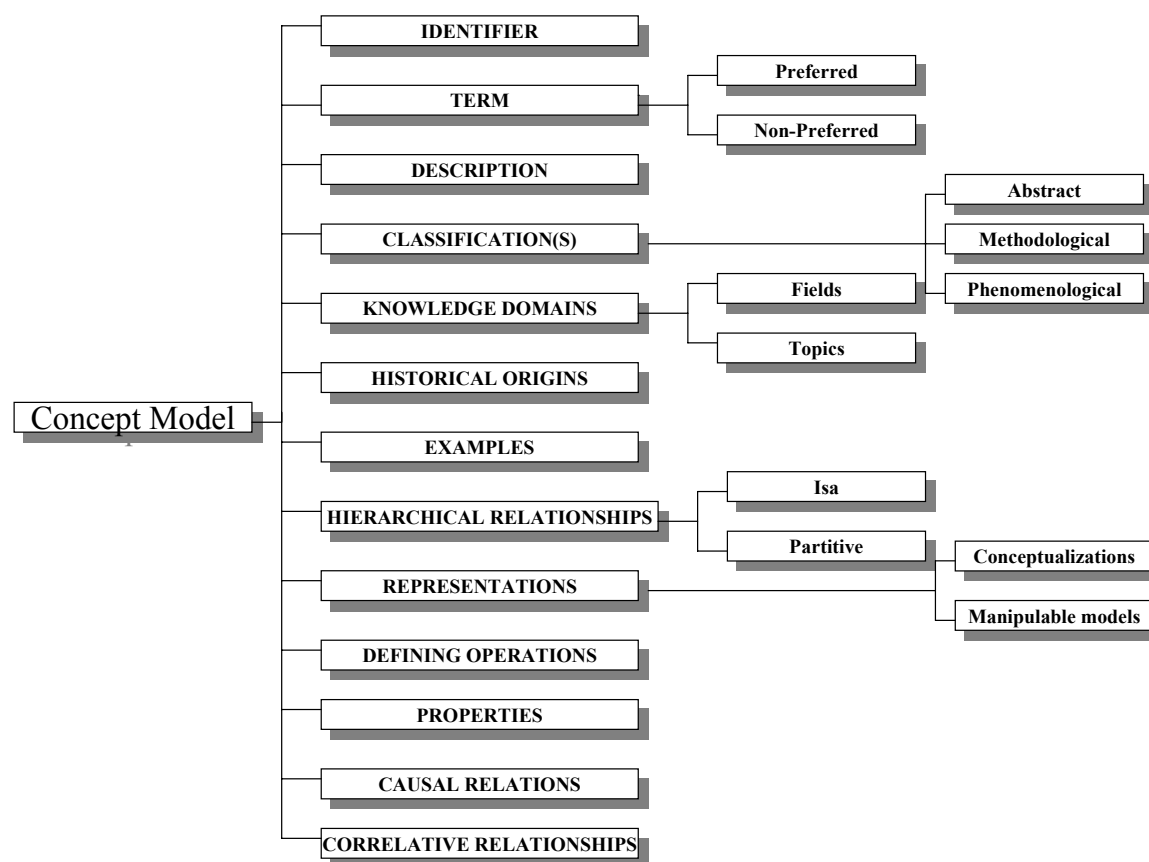 Concept Model
IDENTIFIER
TERM
Preferred
Non-Preferred
DESCRIPTION
CLASSIFICATION(S)
Abstract
Methodological
Phenomenological
KNOWLEDGE DOMAINS
Fields
Topics
HISTORICAL ORIGINS
EXAMPLES
HIERARCHICAL RELATIONSHIPS
Isa
Partitive
REPRESENTATIONS
Conceptualizations
Manipulable models
DEFINING OPERATIONS
PROPERTIES
CAUSAL RELATIONS
CORRELATIVE RELATIONSHIPS